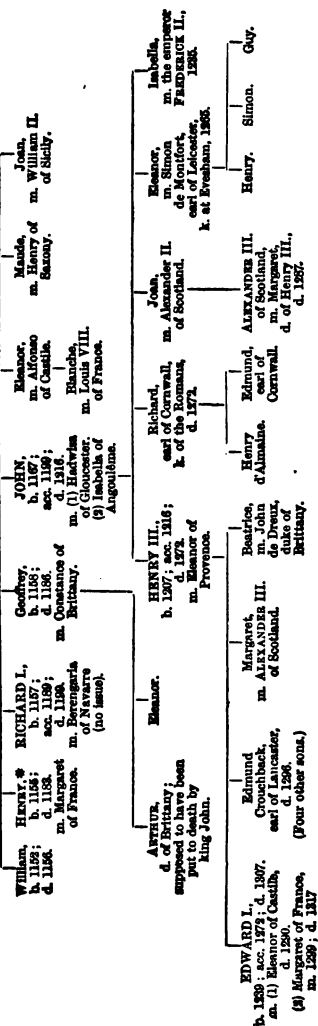 William,
b. 1152;
d. 1156.
HENRY,*
b. 1155;
d. 1183.
m. Margaret
of France.
RICHARD I.,
b. 1157;
acc. 1189;
d. 1199.
m. Berengaria
of Navarre
(no issue).
Geoffrey,
b. 1158;
d. 1186.
m. Constance of
Brittany.
JOHN,
b. 1167;
acc. 1199;
d. 1216.
m. (1) Hadwisa
of Gloucester,
(2) Isabella of
Angoulême.
Eleanor,
m. Alfonso
of Castile.
Blanche,
m. Louis VIII.
of France.
Maude,
m. Henry of
Saxony.
Joan,
m. William II.
of Sicily.
ARTHUR,
d. of Brittany;
supposed to have been
put to death by
king John.
Eleanor.
HENRY III.,
b. 1207; acc. 1216;
d. 1272.
m. Eleanor of
Provence.
Richard,
earl of Cornwall,
k. of the Romans,
d. 1272.
Joan,
m. Alexander II.
of Scotland.
Eleanor,
m. Simon
de Montfort,
earl of Leicester,
k. at Evesham, 1265.
Isabella,
m. the emperor
FREDERICK II.,
1235.
EDWARD I.,
b. 1239; acc. 1272; d. 1307.
m. (1) Eleanor of Castile,
d. 1290.
(2) Margaret of France,
m. 1299; d. 1317
Edmund
Crouchback,
earl of Lancaster,
d. 1296.
(Four other sons.)
Margaret,
m. ALEXANDER III.
of Scotland.
Beatrice,
m. John
de Dreux,
duke of
Brittany.
Henry
d'Almaine.
Edmund,
earl of
Cornwall.
ALEXANDER III.
of Scotland,
m. Margaret,
d. of Henry III.,
d. 1287.
Henry.
Simon.
Guy.